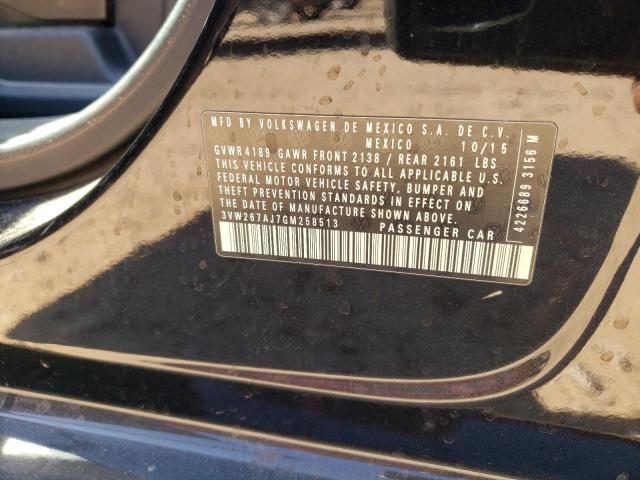 MFD BY VOLKSWAGEN DE MEXICO S.A. DE C.V.
MEXICO 10/15
GVWR 4189 GAWR FRONT 2138 / REAR 2161 LBS
THIS VEHICLE CONFORMS TO ALL APPLICABLE U.S.
FEDERAL MOTOR VEHICLE SAFETY, BUMPER AND
THEFT PREVENTION STANDARDS IN EFFECT ON
THE DATE OF MANUFACTURE SHOWN ABOVE.
3VW267AJ7GM258513 PASSENGER CAR
4226689 3156 M